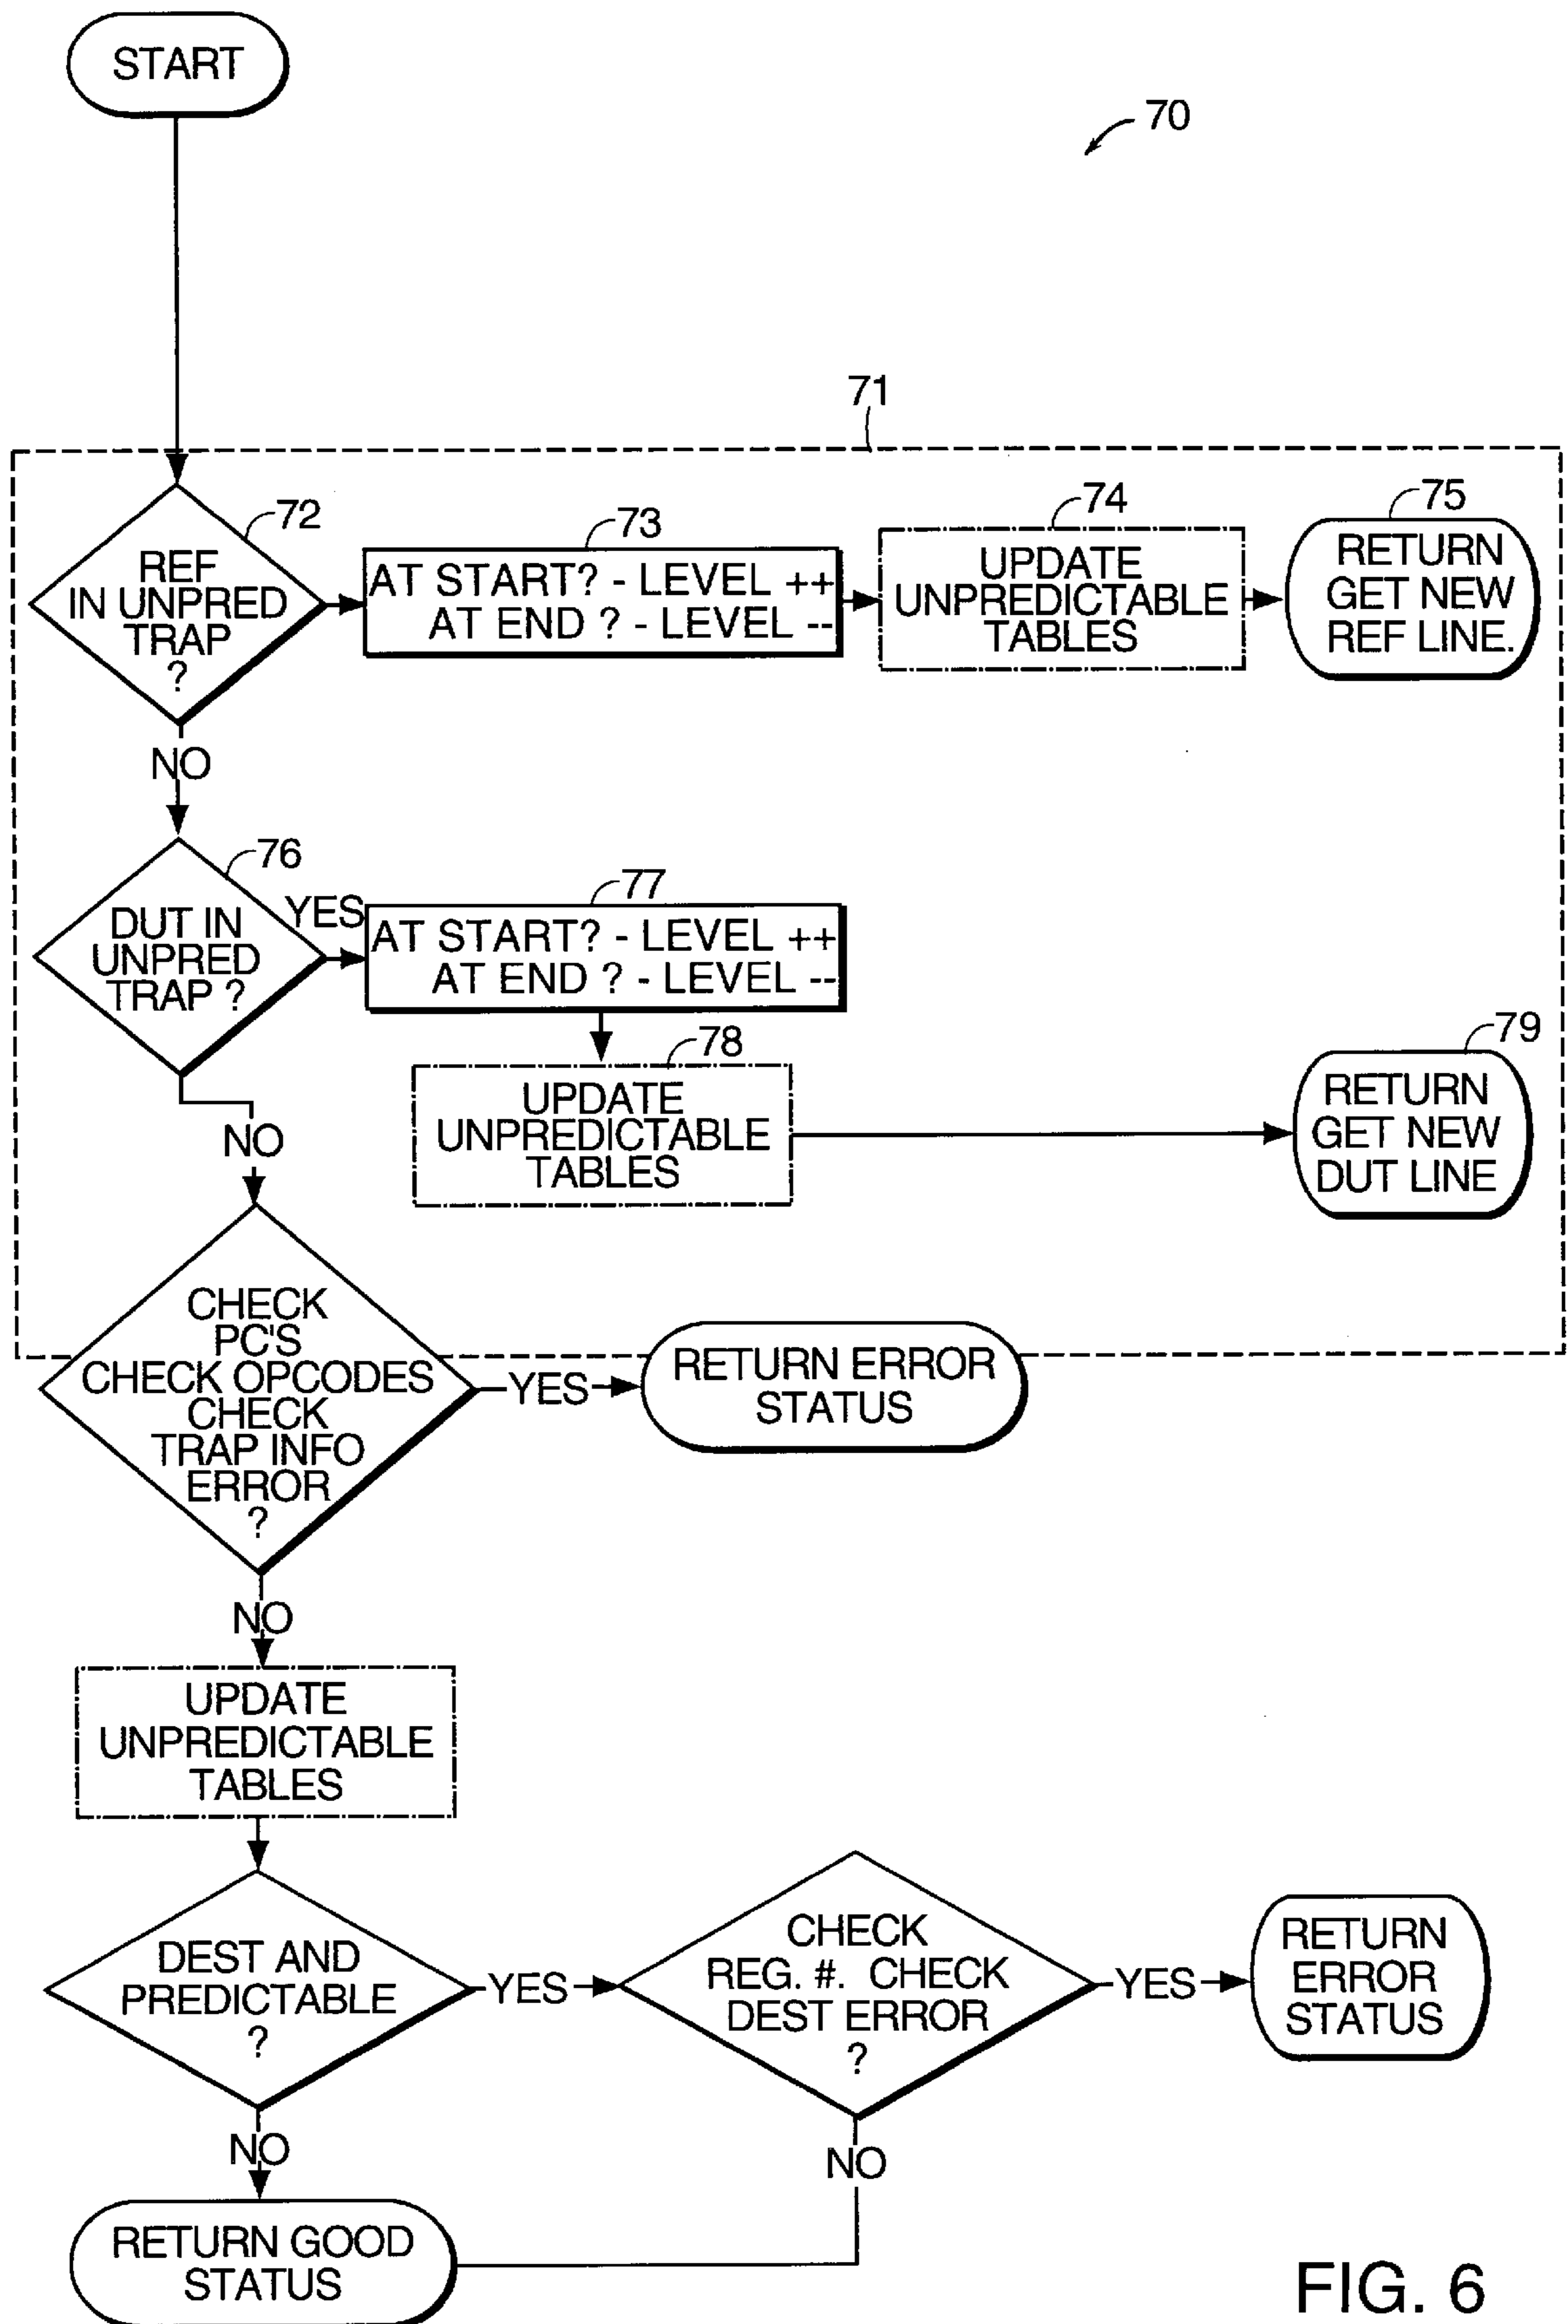 START
70
71
72
REF
IN UNPRED
TRAP
?
73
AT START? - LEVEL ++
AT END ? - LEVEL --
74
UPDATE
UNPREDICTABLE
TABLES
75
RETURN
GET NEW
REF LINE.
NO
76
DUT IN
UNPRED
TRAP ?
YES
77
AT START? - LEVEL ++
AT END ? - LEVEL --
78
UPDATE
UNPREDICTABLE
TABLES
79
RETURN
GET NEW
DUT LINE
NO
CHECK
PC'S
CHECK OPCODES
CHECK
TRAP INFO
ERROR
?
YES
RETURN ERROR
STATUS
NO
UPDATE
UNPREDICTABLE
TABLES
DEST AND
PREDICTABLE
?
YES
CHECK
REG. #. CHECK
DEST ERROR
?
YES
RETURN
ERROR
STATUS
NO
NO
RETURN GOOD
STATUS
FIG. 6